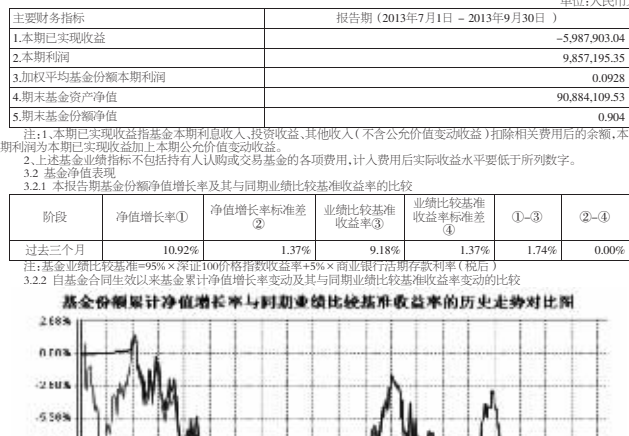 单位:人民币元
主要财务指标 报告期(2013年7月1日 - 2013年9月30日 )
1.本期已实现收益 -5,987,903.04
2.本期利润 9,857,195.35
3.加权平均基金份额本期利润 0.0928
4.期末基金资产净值 90,884,109.53
5.期末基金份额净值 0.904
注:1、本期已实现收益指基金本期利息收入、投资收益、其他收入(不含公允价值变动收益)扣除相关费用后的余额,本
期利润为本期已实现收益加上本期公允价值变动收益。
2、上述基金业绩指标不包括持有人认购或交易基金的各项费用,计入费用后实际收益水平要低于所列数字。
3.2 基金净值表现
3.2.1 本报告期基金份额净值增长率及其与同期业绩比较基准收益率的比较
阶段 净值增长率① 净值增长率标准差② 业绩比较基准收益率③ 业绩比较基准收益率标准差④ ①-③ ②-④
过去三个月 10.92% 1.37% 9.18% 1.37% 1.74% 0.00%
注:基金业绩比较基准=95%×深证100价格指数收益率+5%×商业银行活期存款利率(税后)
3.2.2 自基金合同生效以来基金累计净值增长率变动及其与同期业绩比较基准收益率变动的比较
基金份额累计净值增长率与同期业绩比较基准收益率的历史走势对比图
2.68%
0.00%